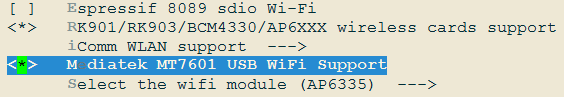 [ ] Espressif 8089 sdio Wi-Fi
<*> RK901/RK903/BCM4330/AP6XXX wireless cards support
iComm WLAN support --->
<*> Mediatek MT7601 USB WiFi Support
Select the wifi module (AP6335) --->